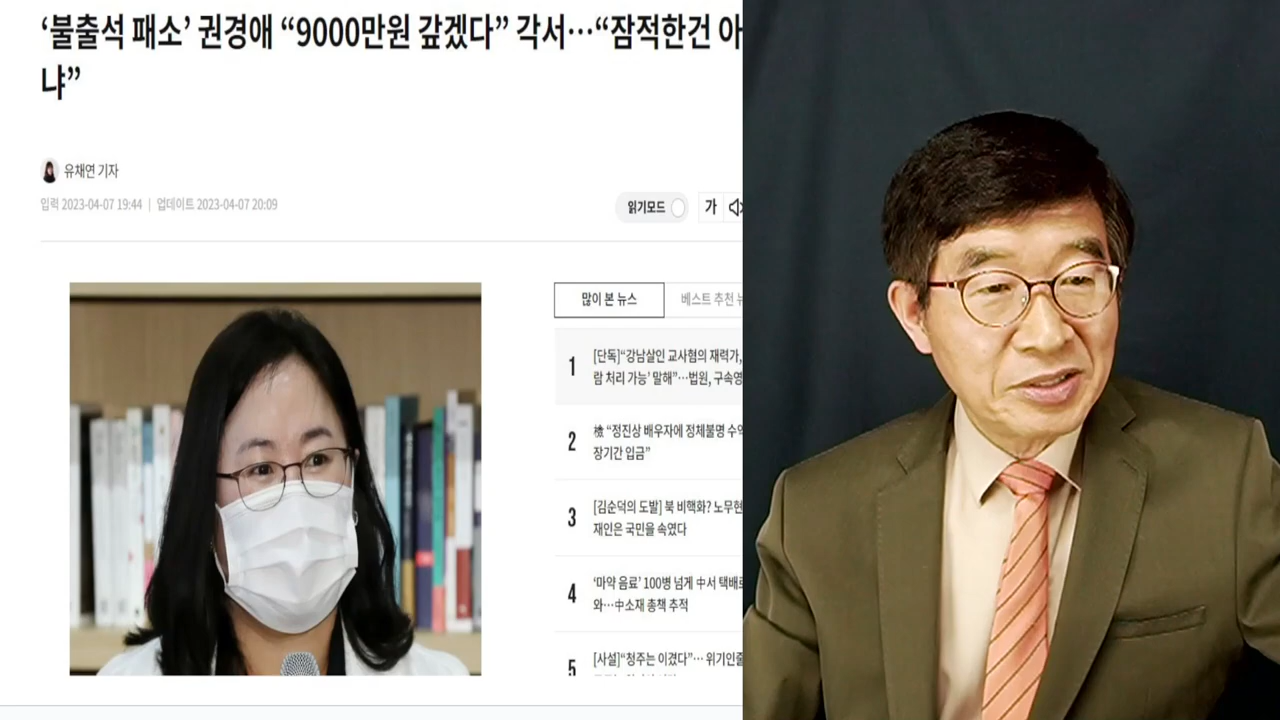 ‘불출석 패소’ 권경애 “9000만원 갚겠다” 각서…“잠적한건 아
냐”
유채연 기자
입력 2023-04-07 19:44 | 업데이트 2023-04-07 20:09
읽기모드
가
많이 본 뉴스
베스트 추천 뉴
1
[단독]“강남살인 교사혐의 재력가,
람 처리 가능’ 말해”…법원, 구속영
2
檢 “정진상 배우자에 정체불명 수억
장기간 입금”
3
[김순덕의 도발] 북 비핵화? 노무현
재인은 국민을 속였다
4
‘마약 음료’ 100병 넘게 中서 택배로
와…中소재 총책 추적
5
[사설]“청주는 이겼다”… 위기인줄